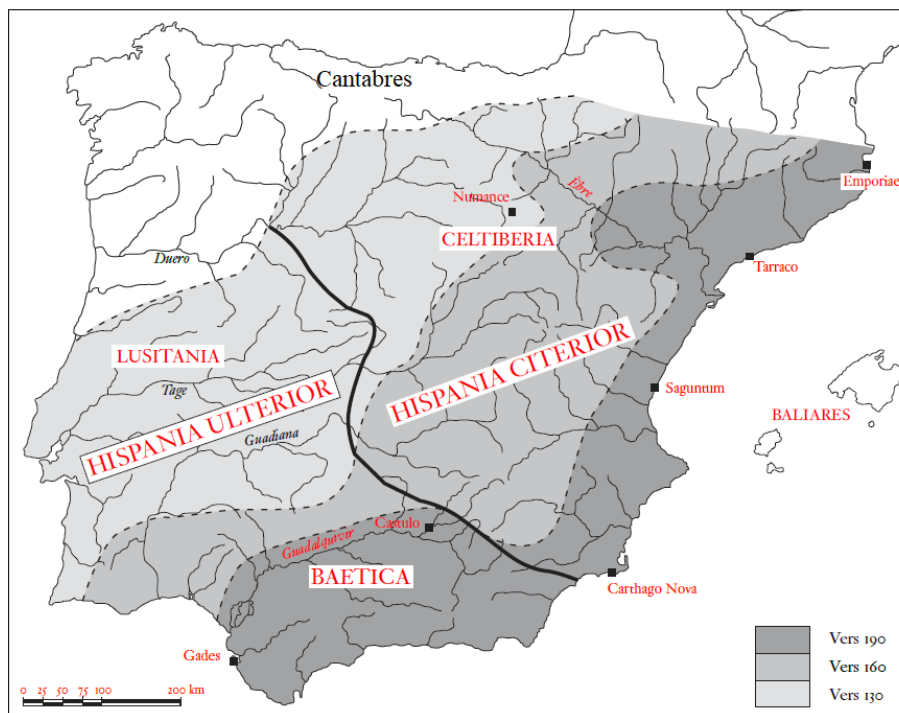 Cantabres
Èbre
Emporiae
Numance
CELTIBERIA
Duero
Tarraco
LUSITANIA
HISPANIA CITERIOR
Tage
Saguntum
HISPANIA ULTERIOR
BALIARES
Guadiana
Castulo
Guadalquivir
BAETICA
Carthago Nova
Gades
Vers 190
Vers 160
Vers 130
0 25 50 75 100 200 km